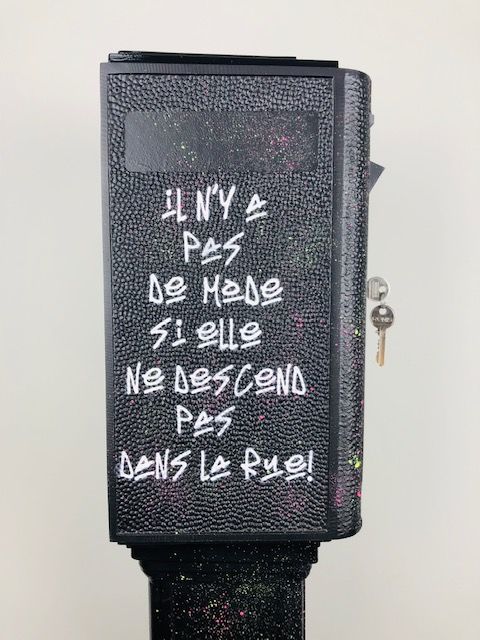 iL N'Y a
Pas
De MoDe
Si elle
Ne DesCeND
Pas
DaNS La Rue!